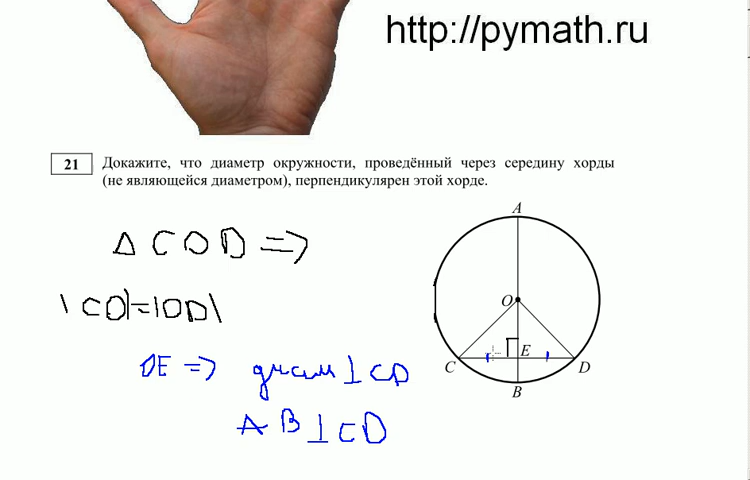 http://pymath.ru
21 Докажите, что диаметр окружности, проведённый через середину хорды
(не являющейся диаметром), перпендикулярен этой хорде.
A
Δ COD =>
O
|CO|=|OD|
E
C D
OE => диам ⊥ CD
B
AB ⊥ CD